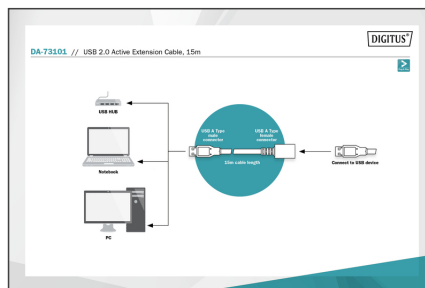 DIGITUS®
DA-73101 // USB 2.0 Active Extension Cable, 15m
USB HUB
USB A Type
male
connector
USB A Type
female
connector
15m cable length
Connect to USB device
Notebook
PC